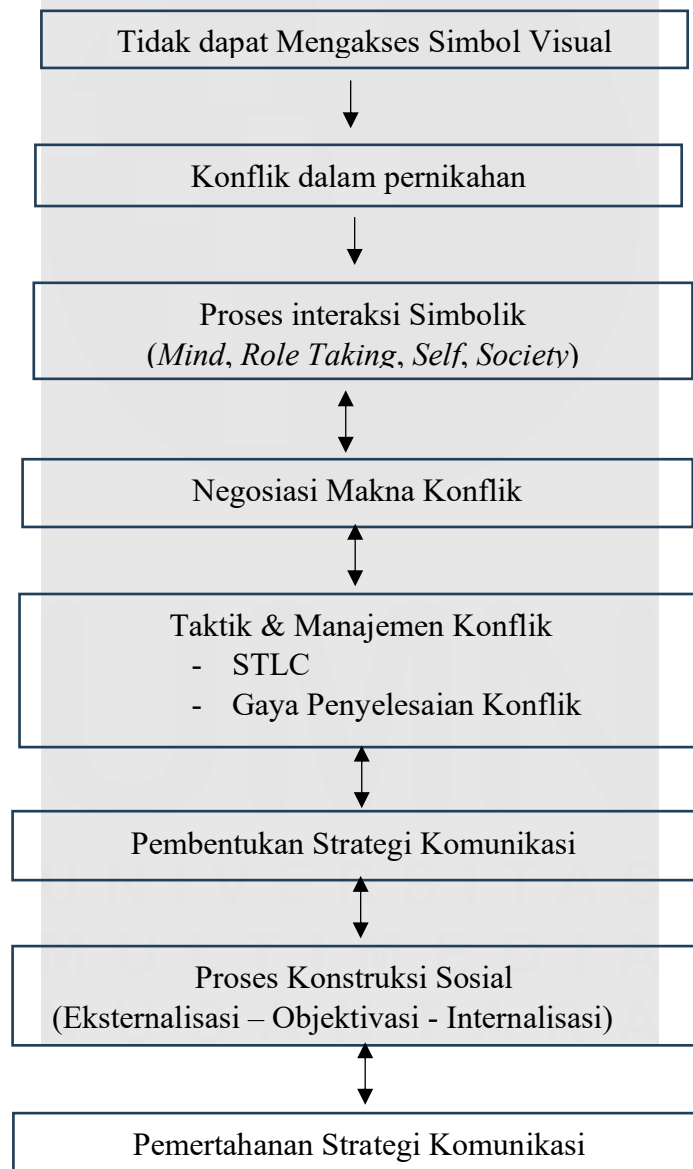 Tidak dapat Mengakses Simbol Visual
Konflik dalam pernikahan
Proses interaksi Simbolik
(Mind, Role Taking, Self, Society)
Negosiasi Makna Konflik
Taktik & Manajemen Konflik
- STLC
- Gaya Penyelesaian Konflik
Pembentukan Strategi Komunikasi
UNIVERSITAS
MULTIMEDIA
Proses Konstruksi Sosial
(Eksternalisasi – Objektivasi - Internalisasi)
Pemertahanan Strategi Komunikasi